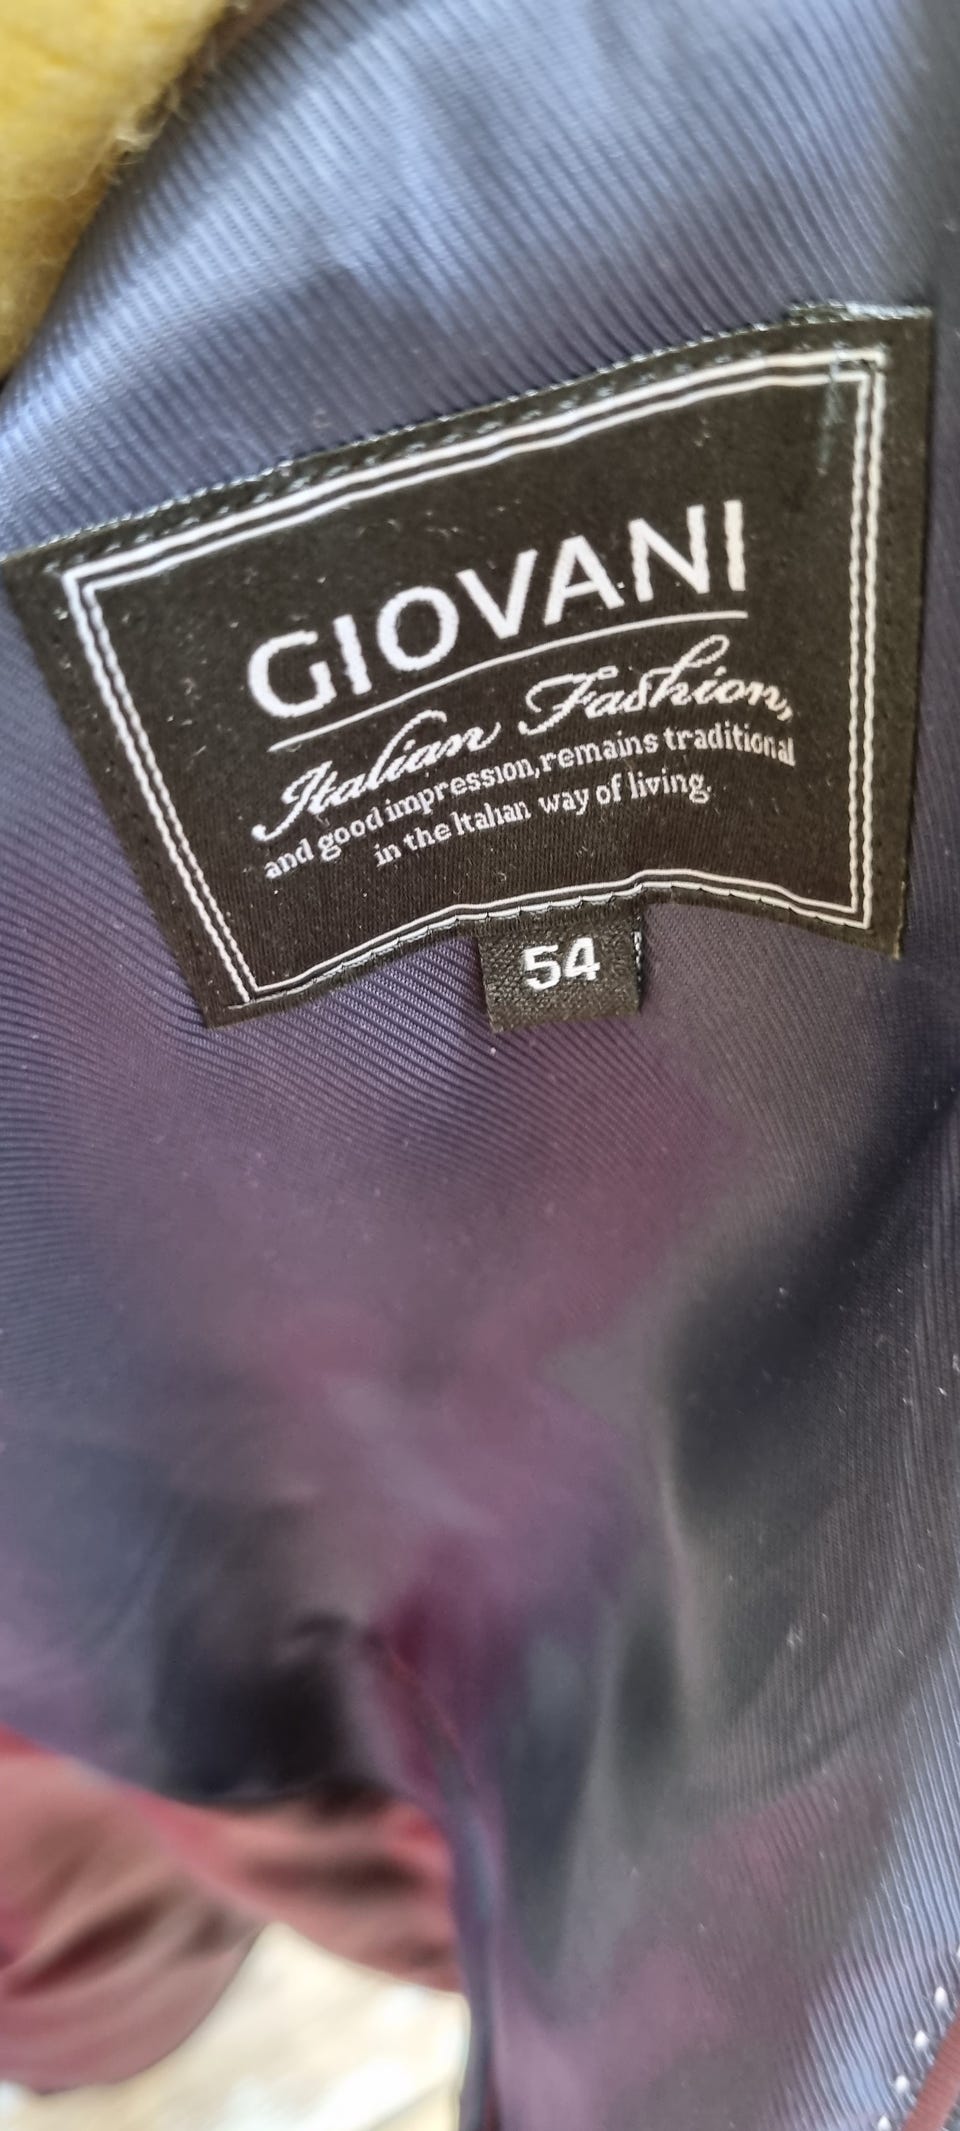 GIOVANI
Italian Fashion,
and good impression, remains traditional
in the Italian way of living.
54